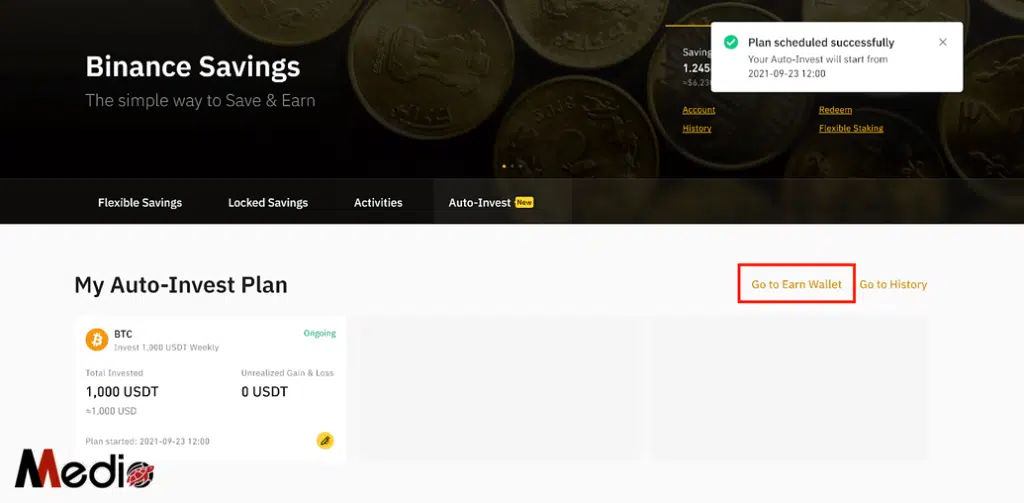 Binance Savings
The simple way to Save & Earn
Saving
1.245
≈$6,230
Plan scheduled successfully
Your Auto-Invest will start from
2021-09-23 12:00
Account
Redeem
History
Flexible Staking
Flexible Savings
Locked Savings
Activities
Auto-Invest New
My Auto-Invest Plan
Go to Earn Wallet
Go to History
BTC
Ongoing
Invest 1,000 USDT Weekly
Total Invested
Unrealized Gain & Loss
1,000 USDT
0 USDT
≈1,000 USD
Plan started: 2021-09-23 12:00
Medio